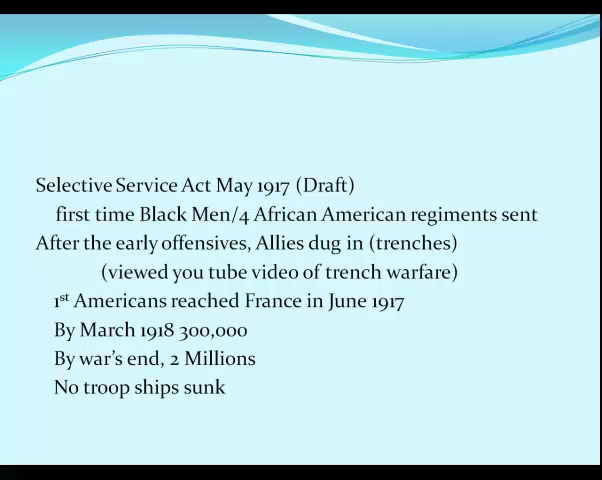 Selective Service Act May 1917 (Draft)
first time Black Men/4 African American regiments sent
After the early offensives, Allies dug in (trenches)
(viewed you tube video of trench warfare)
1st Americans reached France in June 1917
By March 1918 300,000
By war's end, 2 Millions
No troop ships sunk